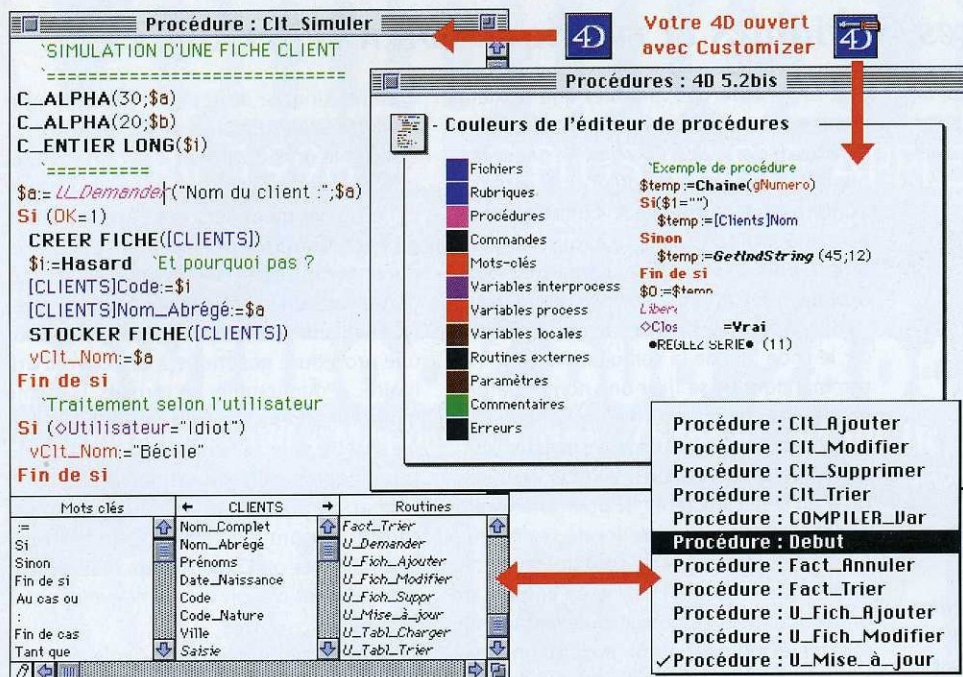 Procédure : Clt_Simuler
`SIMULATION D'UNE FICHE CLIENT
`=============================
C_ALPHA(30;$a)
C_ALPHA(20;$b)
C_ENTIER LONG($i)
`==========
$a:=U_Demander("Nom du client :";$a)
Si (OK=1)
CREER FICHE([CLIENTS])
$i:=Hasard `Et pourquoi pas ?
[CLIENTS]Code:=$i
[CLIENTS]Nom_Abrégé:=$a
STOCKER FICHE([CLIENTS])
vClt_Nom:=$a
Fin de si
`Traitement selon l'utilisateur
Si (◇Utilisateur="Idiot")
vClt_Nom:="Bécile"
Fin de si
Mots clés
:=
Si
Sinon
Fin de si
Au cas ou
:
Fin de cas
Tant que
← CLIENTS →
Nom_Complet
Nom_Abrégé
Prénoms
Date_Naissance
Code
Code_Nature
Ville
Saisie
Routines
Fact_Trier
U_Demander
U_Fich_Ajouter
U_Fich_Modifier
U_Fich_Suppr
U_Mise_à_jour
U_Tabl_Charger
U_Tabl_Trier
4D
Votre 4D ouvert
avec Customizer
4D
Procédures : 4D 5.2bis
- Couleurs de l'éditeur de procédures
Fichiers
Rubriques
Procédures
Commandes
Mots-clés
Variables interprocess
Variables process
Variables locales
Routines externes
Paramètres
Commentaires
Erreurs
`Exemple de procédure
$temp:=Chaine(gNumero)
Si($1="")
$temp:=[Clients]Nom
Sinon
$temp:=GetIndString (45;12)
Fin de si
$0:=$temp
◇Clos =Vrai
●REGLEZ SERIE● (11)
Procédure : Clt_Ajouter
Procédure : Clt_Modifier
Procédure : Clt_Supprimer
Procédure : Clt_Trier
Procédure : COMPILER_Var
Procédure : Debut
Procédure : Fact_Annuler
Procédure : Fact_Trier
Procédure : U_Fich_Ajouter
Procédure : U_Fich_Modifier
✓Procédure : U_Mise_à_jour